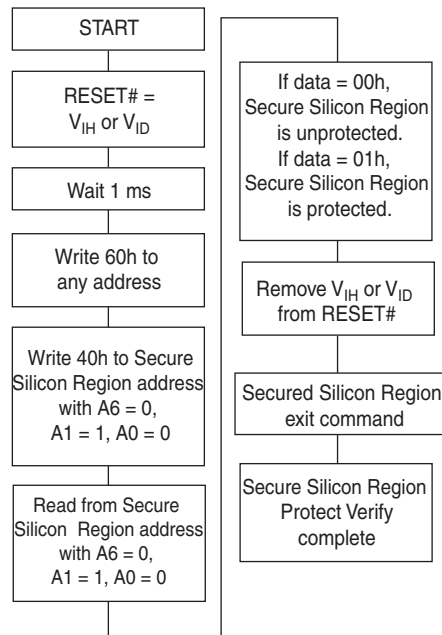 START
RESET# =
VIH or VID
Wait 1 ms
Write 60h to
any address
Write 40h to Secure
Silicon Region address
with A6 = 0,
A1 = 1, A0 = 0
Read from Secure
Silicon Region address
with A6 = 0,
A1 = 1, A0 = 0
If data = 00h,
Secure Silicon Region
is unprotected.
If data = 01h,
Secure Silicon Region
is protected.
Remove VIH or VID
from RESET#
Secured Silicon Region
exit command
Secure Silicon Region
Protect Verify
complete